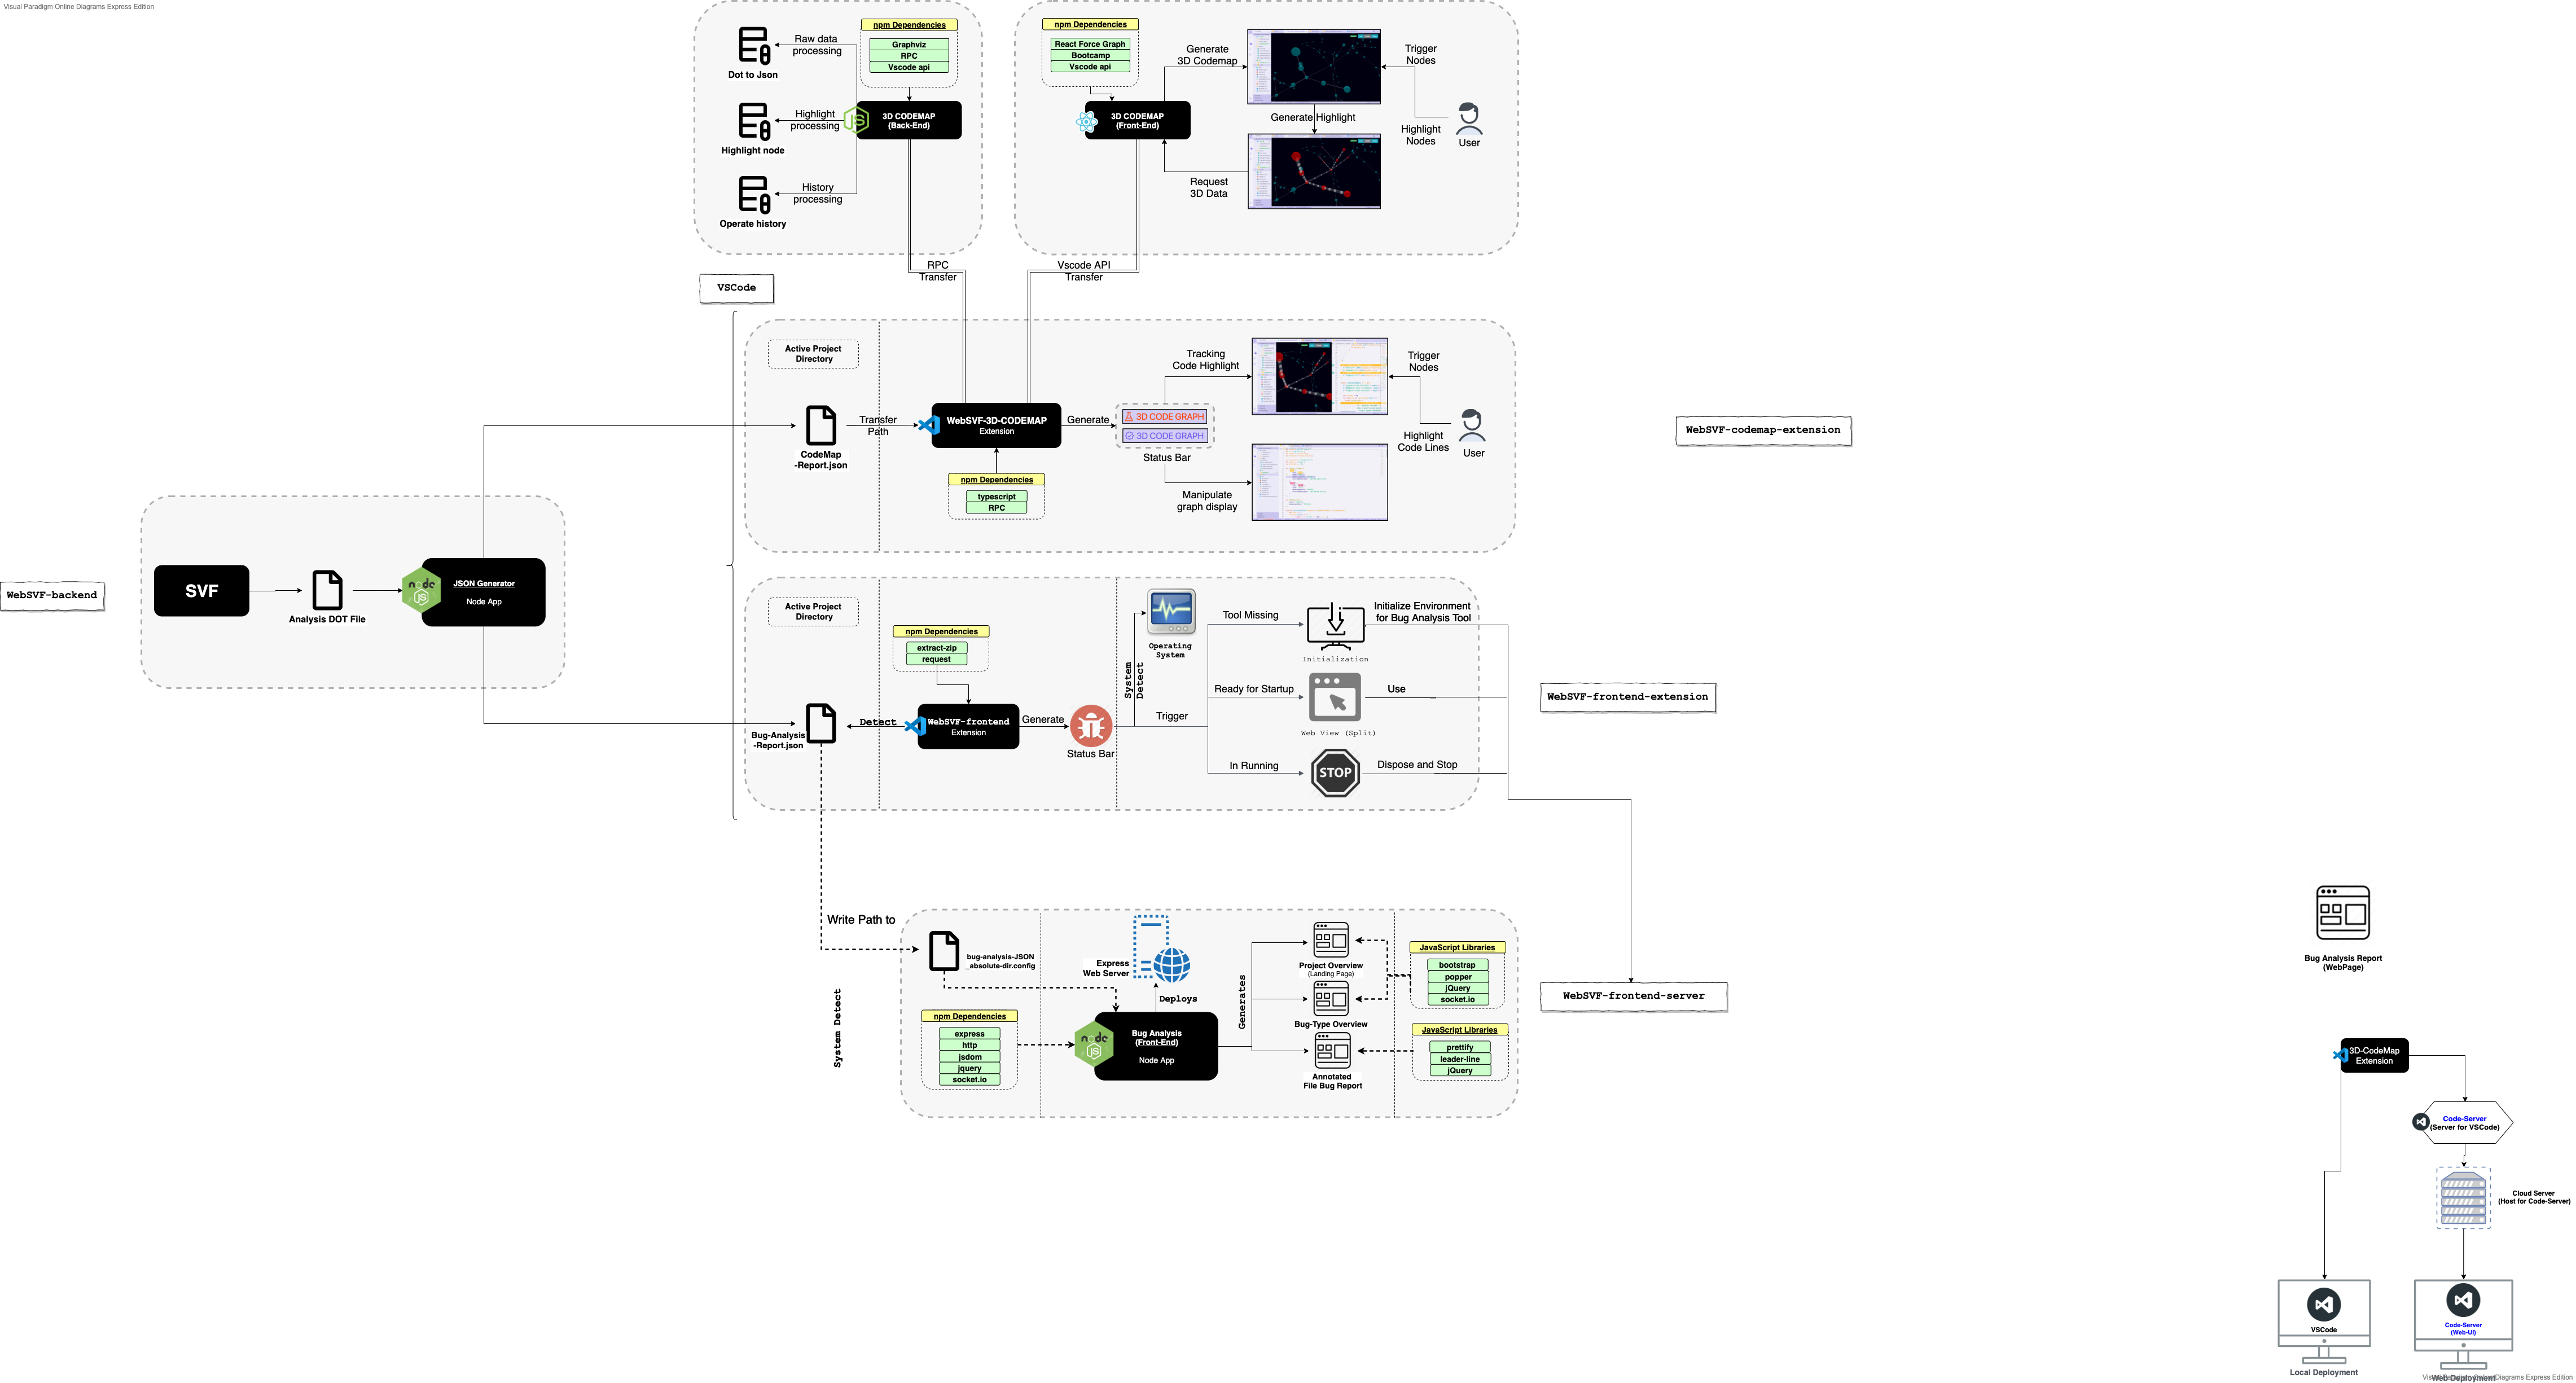 Visual Paradigm Online Diagrams Express Edition
npm Dependencies
Graphviz
RPC
Vscode api
Raw data
processing
Dot to Json
Highlight
processing
Highlight node
History
processing
Operate history
JS
3D CODEMAP
(Back-End)
npm Dependencies
React Force Graph
Bootcamp
Vscode api
3D CODEMAP
(Front-End)
Generate
3D Codemap
Generate Highlight
Request
3D Data
Trigger
Nodes
Highlight
Nodes
User
RPC
Transfer
Vscode API
Transfer
VSCode
Active Project
Directory
CodeMap
-Report.json
Transfer
Path
WebSVF-3D-CODEMAP
Extension
npm Dependencies
typescript
RPC
Generate
3D CODE GRAPH
3D CODE GRAPH
Status Bar
Tracking
Code Highlight
Manipulate
graph display
Trigger
Nodes
Highlight
Code Lines
User
WebSVF-codemap-extension
WebSVF-backend
SVF
Analysis DOT File
node
JS
JSON Generator
Node App
Active Project
Directory
npm Dependencies
extract-zip
request
Bug-Analysis
-Report.json
Detect
WebSVF-frontend
Extension
Generate
Status Bar
System
Detect
Operating
System
Trigger
Tool Missing
Initialization
Initialize Environment
for Bug Analysis Tool
Ready for Startup
Web View (Split)
Use
In Running
STOP
Dispose and Stop
WebSVF-frontend-extension
Write Path to
System Detect
bug-analysis-JSON
_absolute-dir.config
npm Dependencies
express
http
jsdom
jquery
socket.io
Express
Web Server
Deploys
node
JS
Bug Analysis
(Front-End)
Node App
Generates
Project Overview
(Landing Page)
Bug-Type Overview
Annotated
File Bug Report
JavaScript Libraries
bootstrap
popper
jQuery
socket.io
JavaScript Libraries
prettify
leader-line
jQuery
WebSVF-frontend-server
Bug Analysis Report
(WebPage)
3D-CodeMap
Extension
Code-Server
(Server for VSCode)
Cloud Server
(Host for Code-Server)
VSCode
Local Deployment
Code-Server
(Web-UI)
Web Deployment